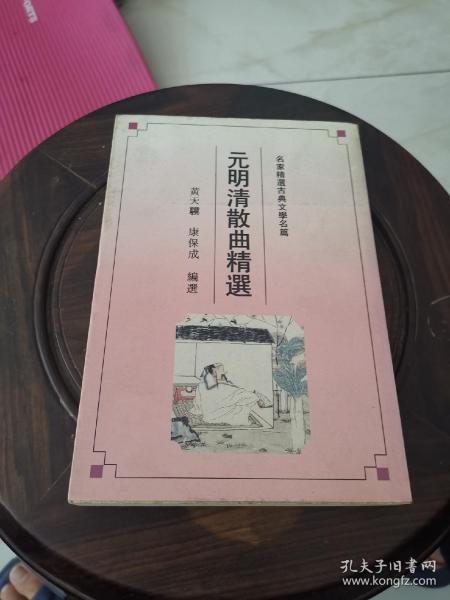 名家精選古典文學名篇
元明清散曲精選
黃天驥 康保成 編選
SPORTS
孔夫子旧书网
www.kongfz.com